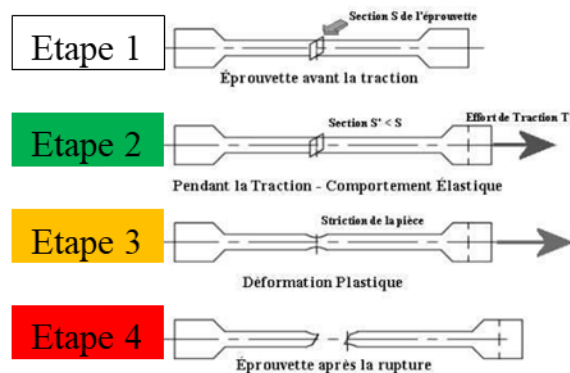 Etape 1
Section S de l'éprouvette
Éprouvette avant la traction
Etape 2
Section S' < S
Effort de Traction T
Pendant la Traction - Comportement Élastique
Etape 3
Striction de la pièce
Déformation Plastique
Etape 4
Éprouvette après la rupture